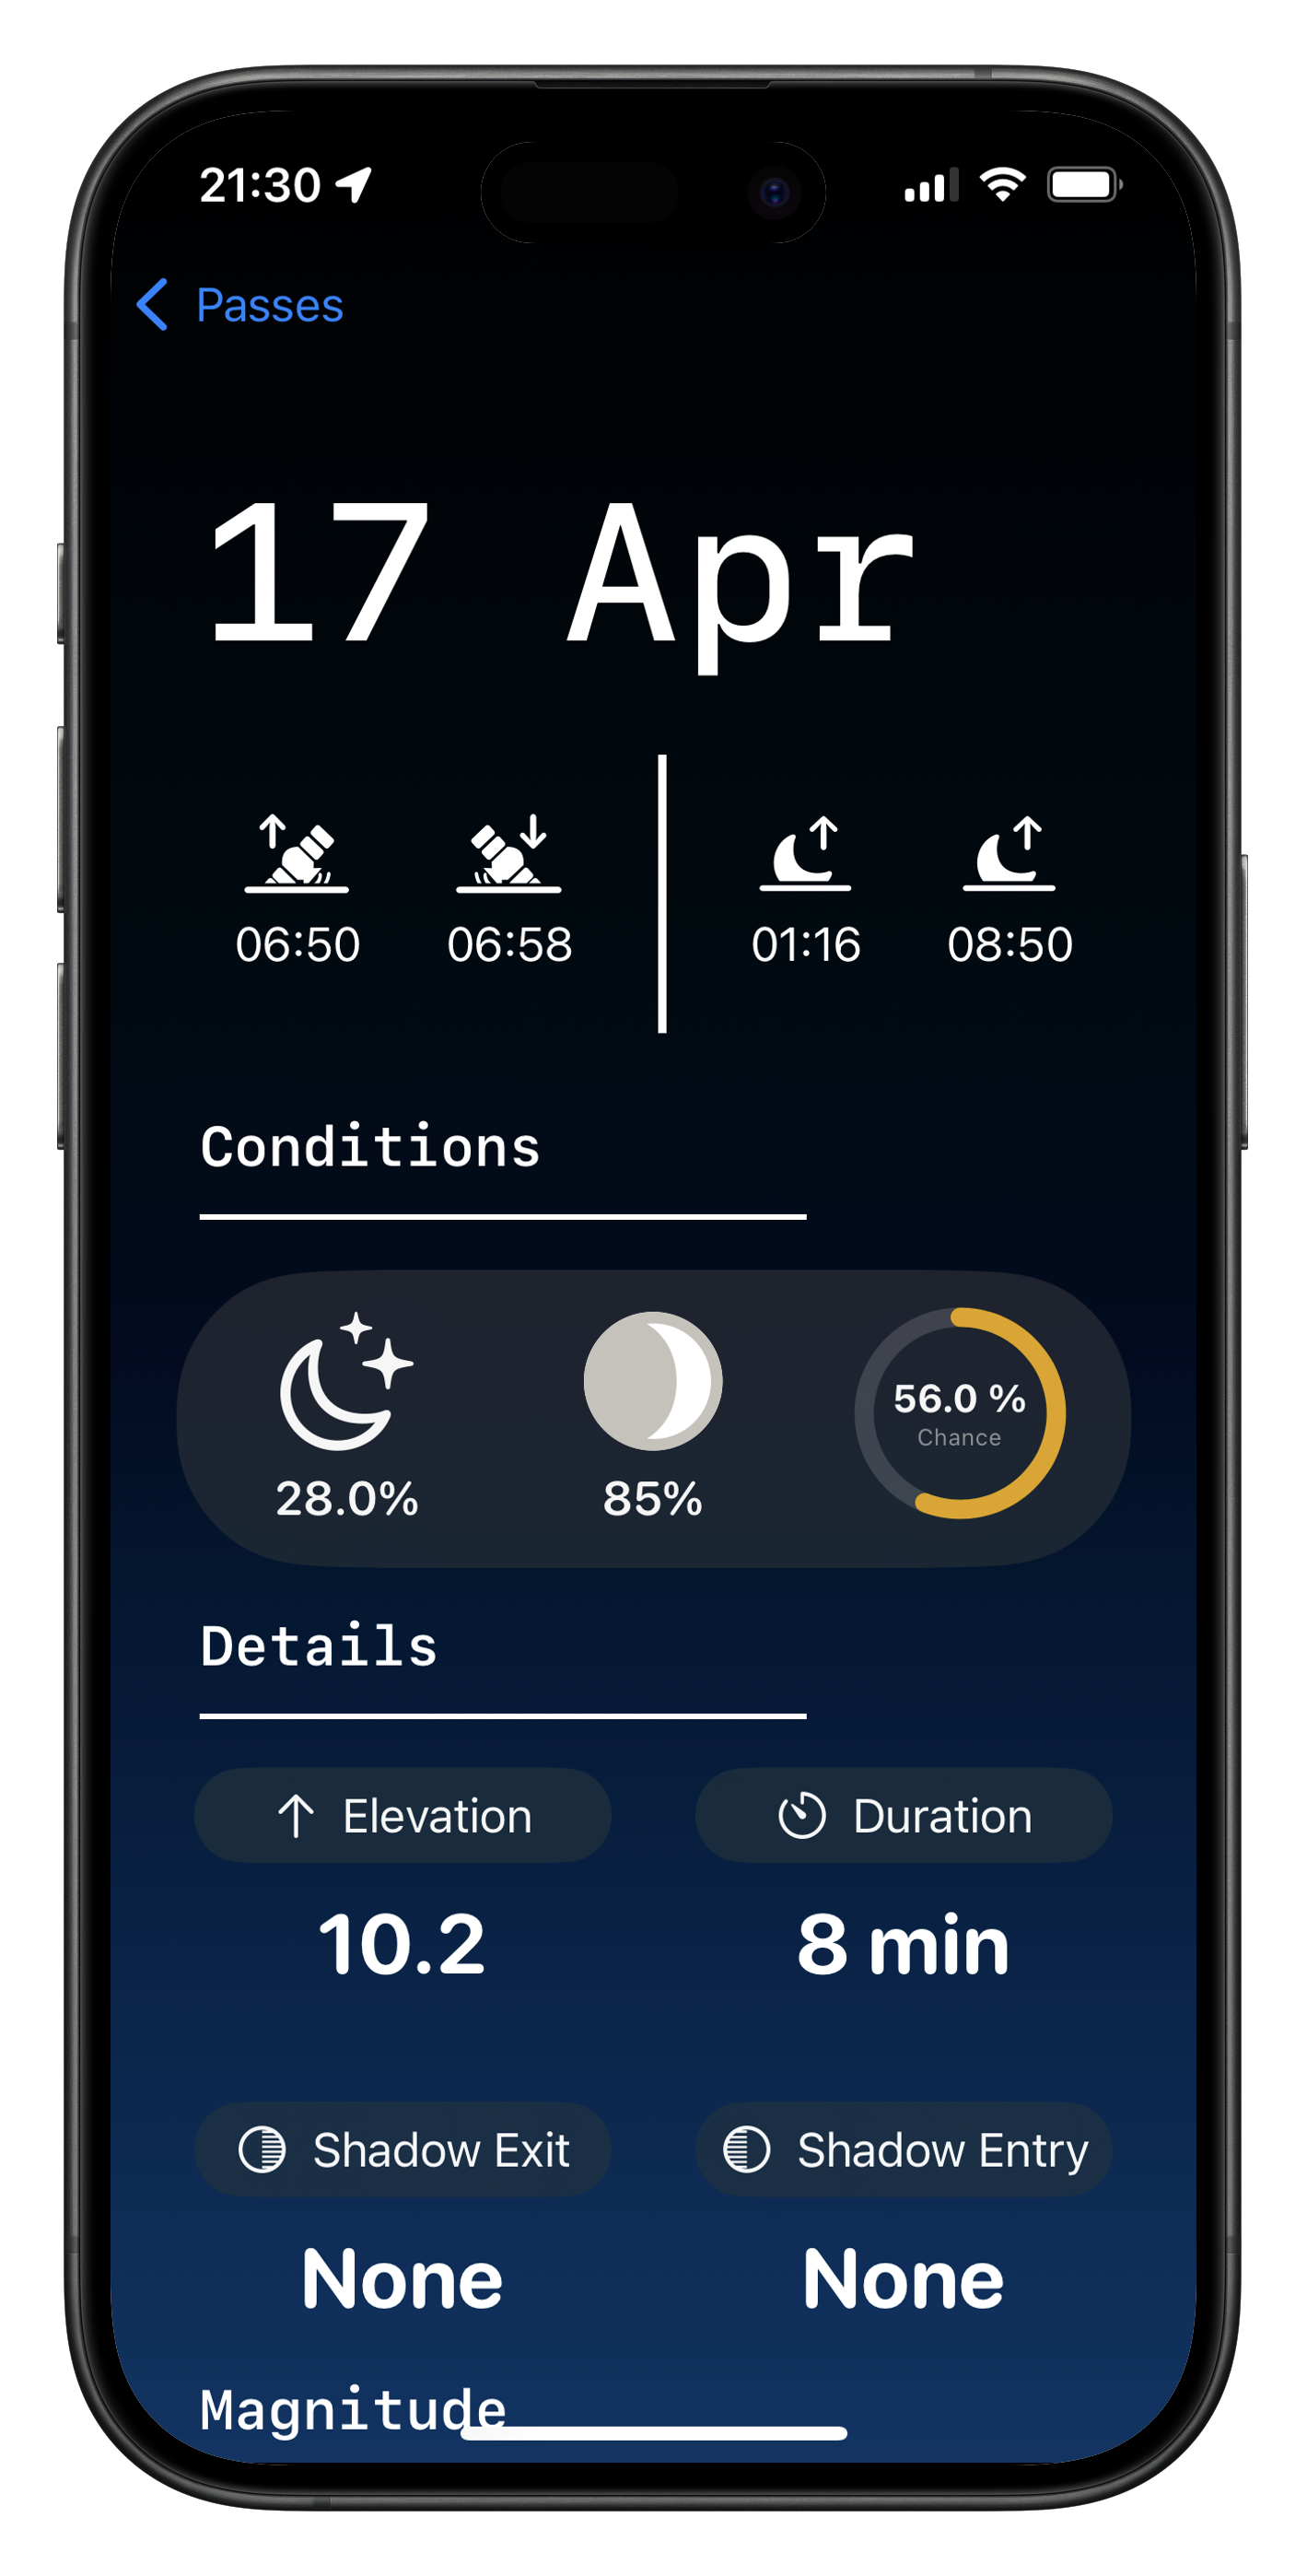 21:30
Passes
17 Apr
06:50 06:58 01:16 08:50
Conditions
28.0% 85% 56.0 %
Chance
Details
Elevation Duration
10.2 8 min
Shadow Exit Shadow Entry
None None
Magnitude